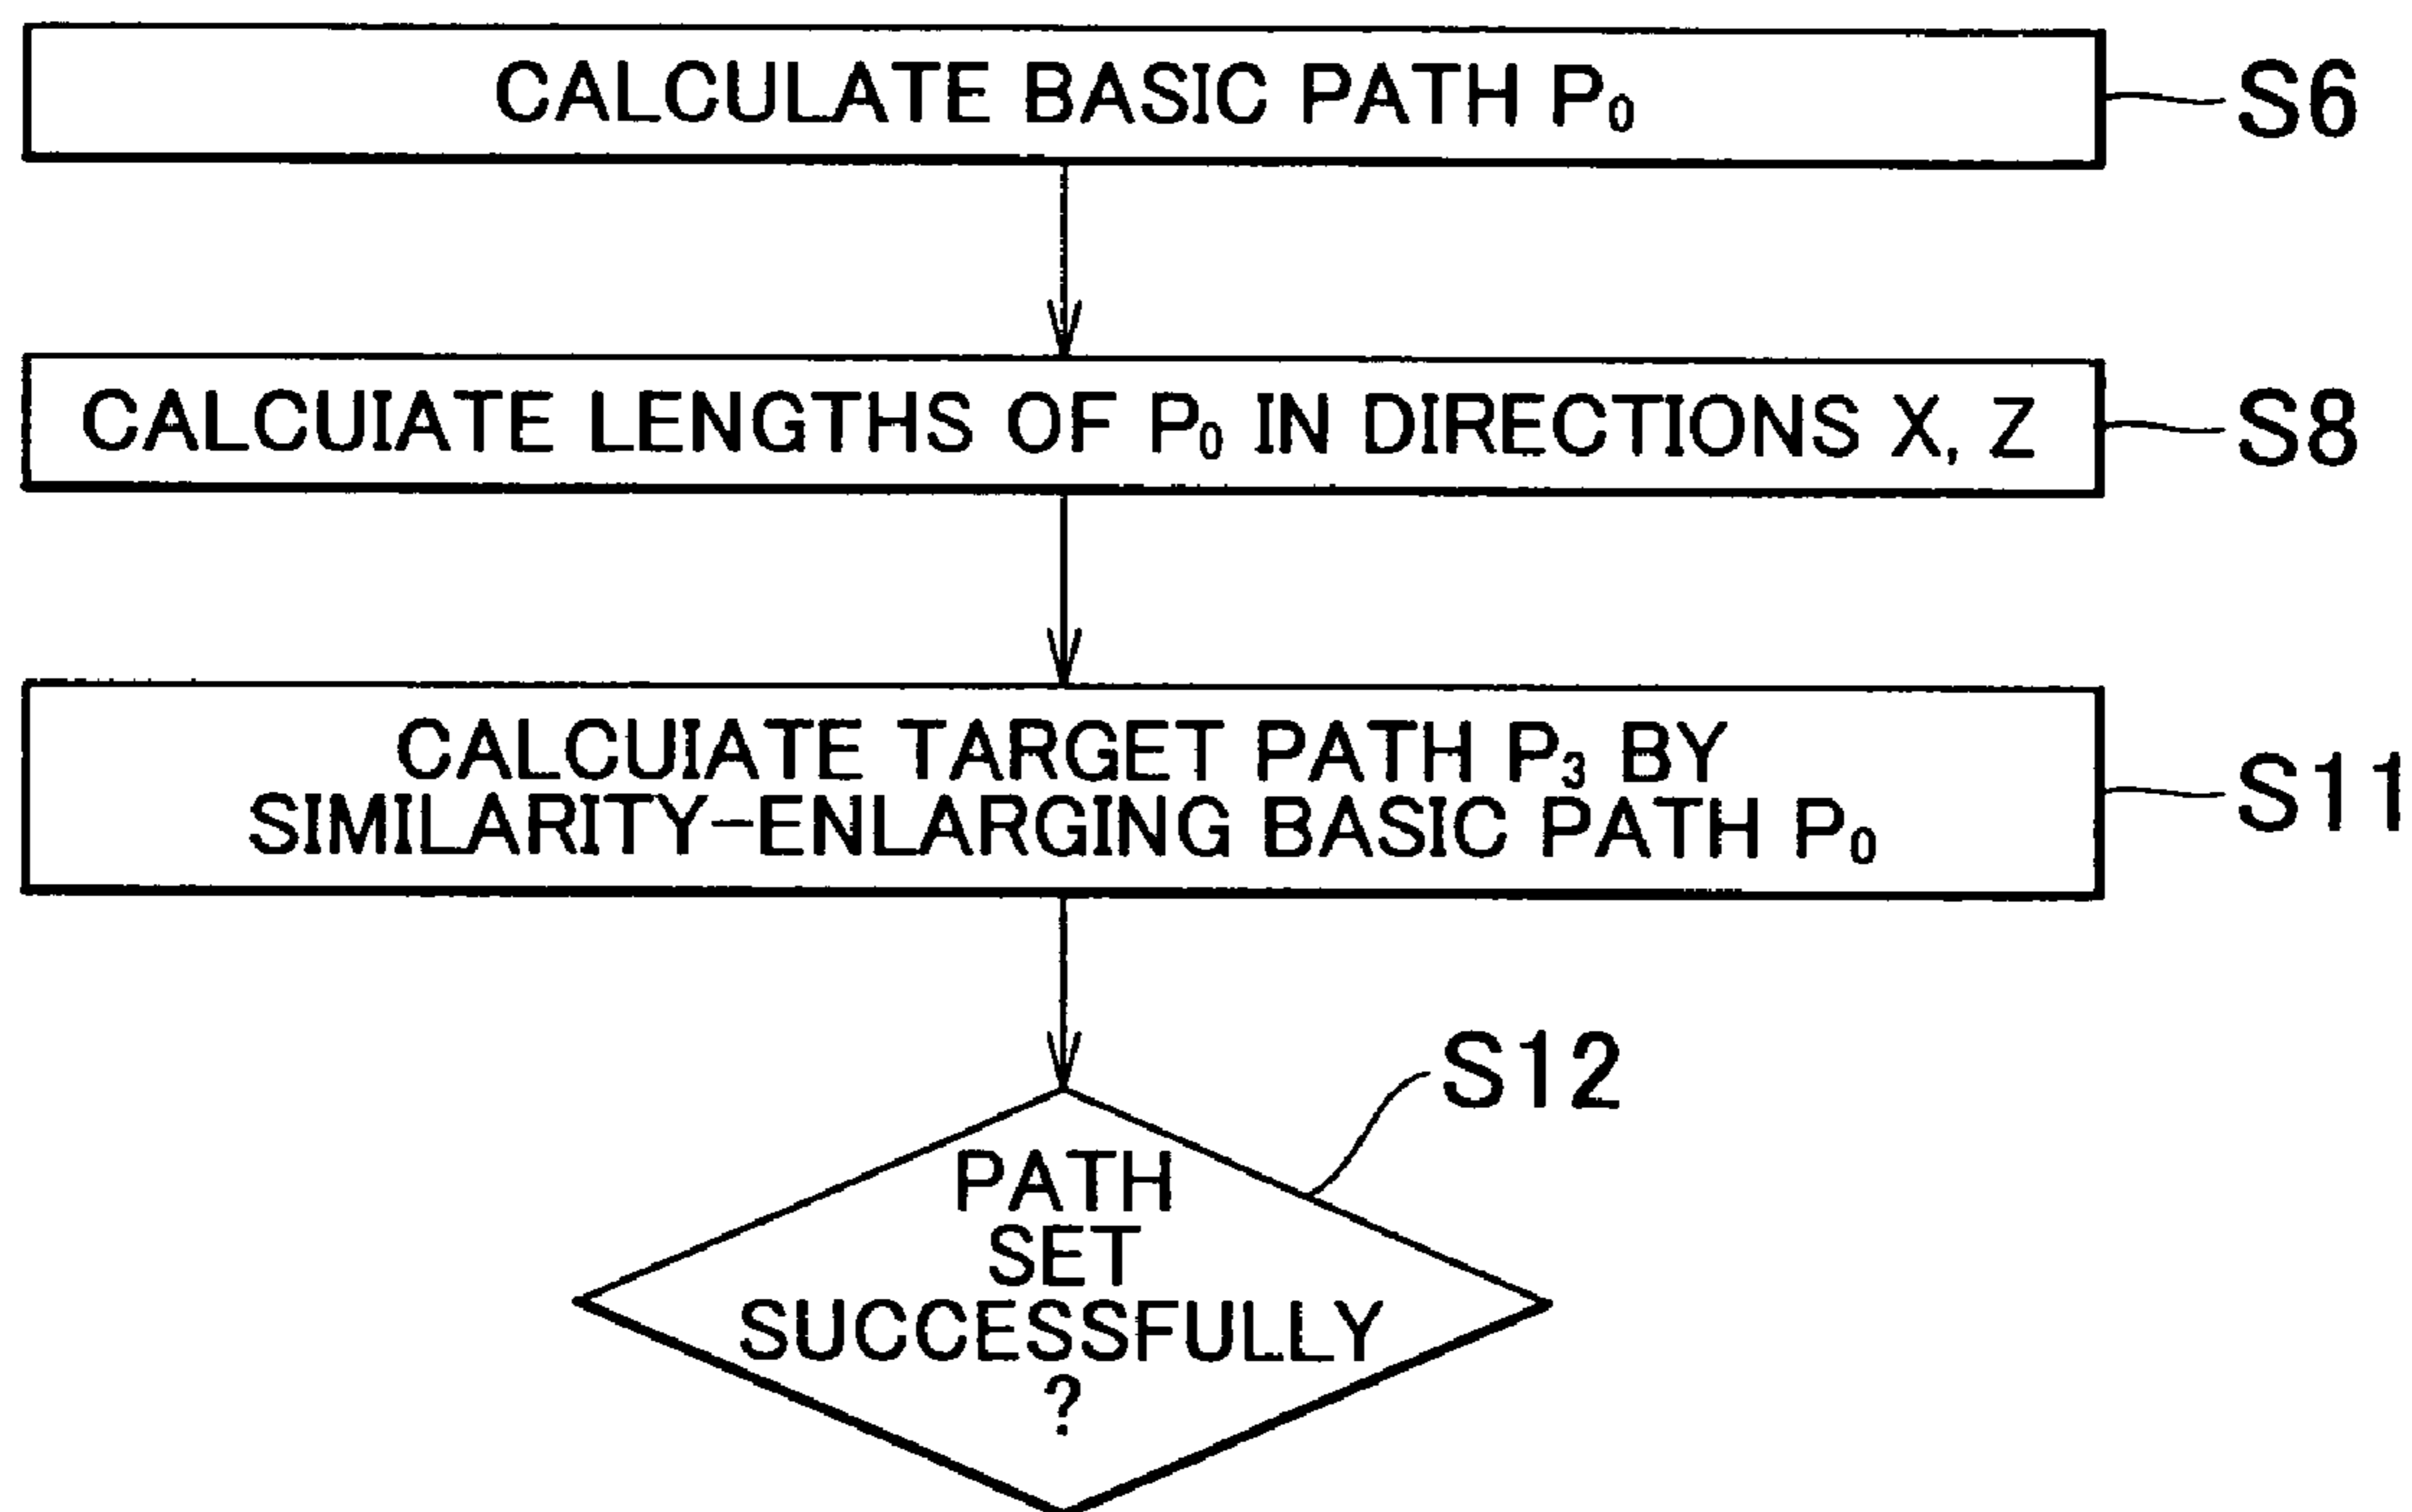 CALCULATE BASIC PATH P₀
S6
CALCUIATE LENGTHS OF P₀ IN DIRECTIONS X, Z
S8
CALCUIATE TARGET PATH P₃ BY
SIMILARITY-ENLARGING BASIC PATH P₀
S11
S12
PATH
SET
SUCCESSFULLY
?